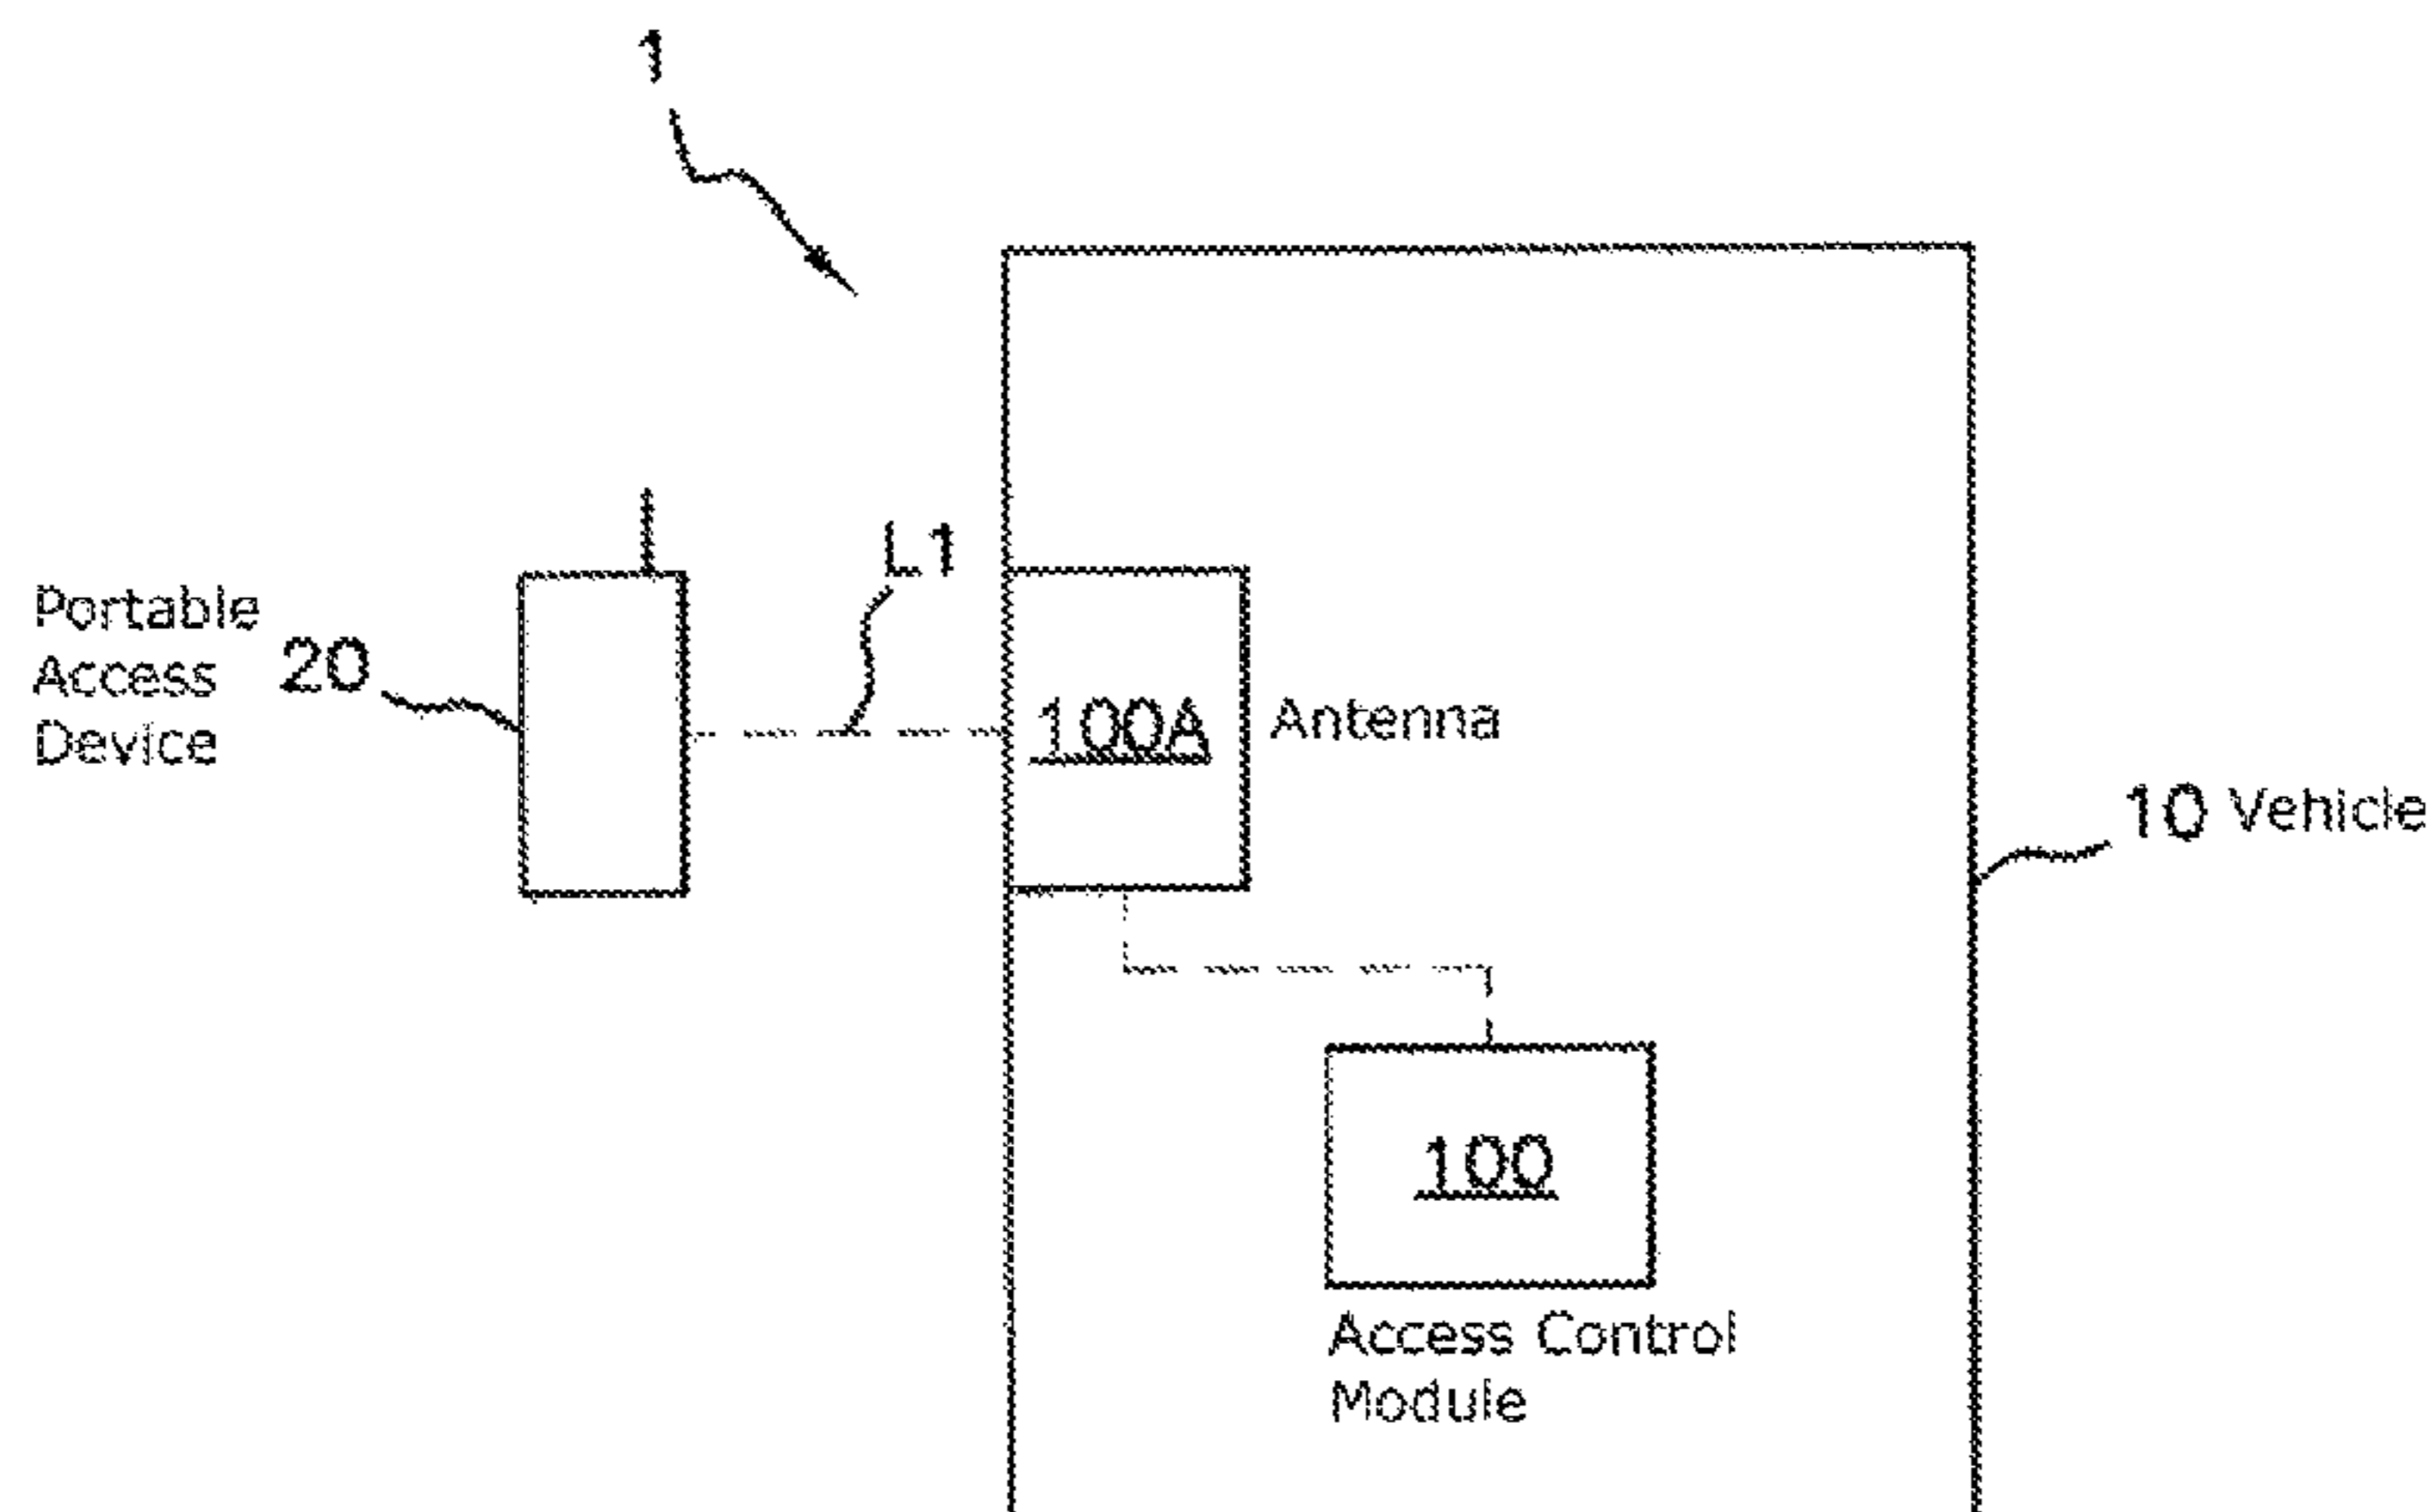 1
L1
Portable
Access
Device
20
100A
Antenna
10 Vehicle
100
Access Control
Module